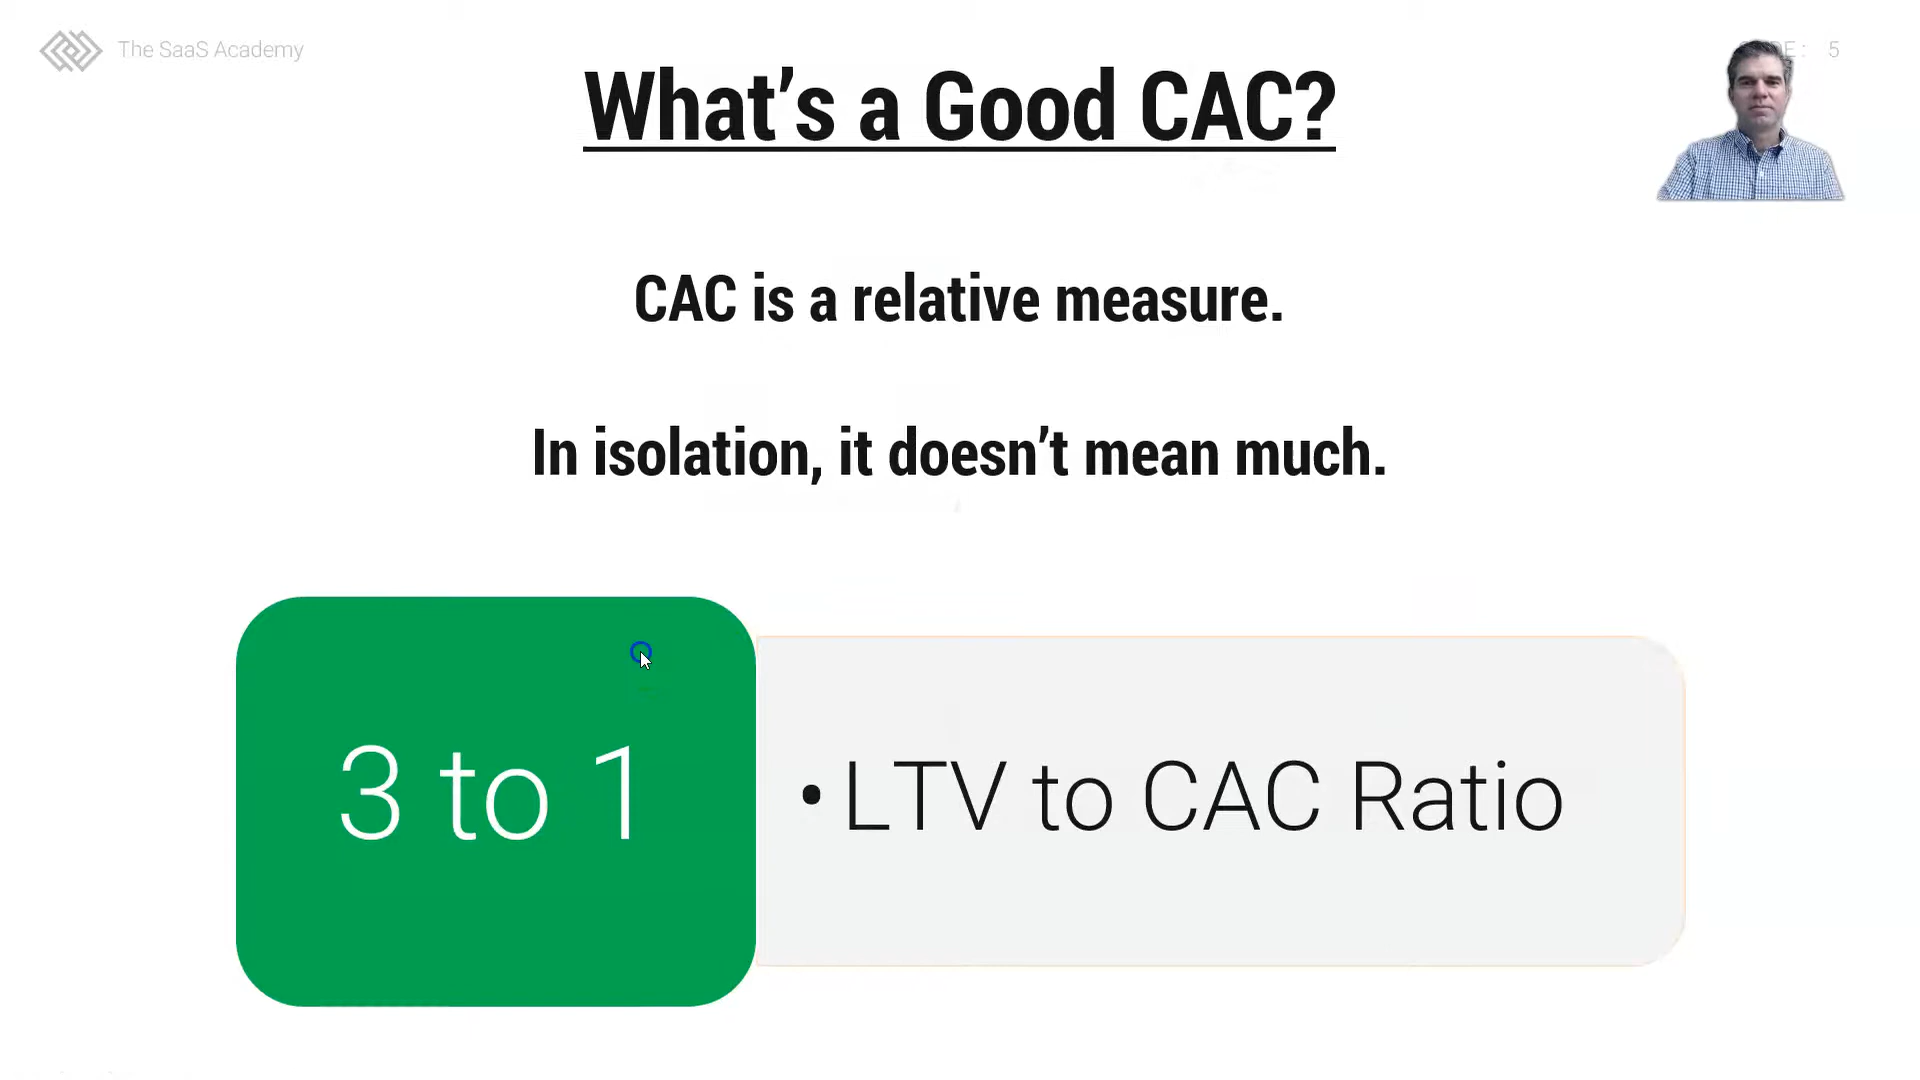 The SaaS Academy
5
What’s a Good CAC?
CAC is a relative measure.
In isolation, it doesn’t mean much.
3 to 1
• LTV to CAC Ratio